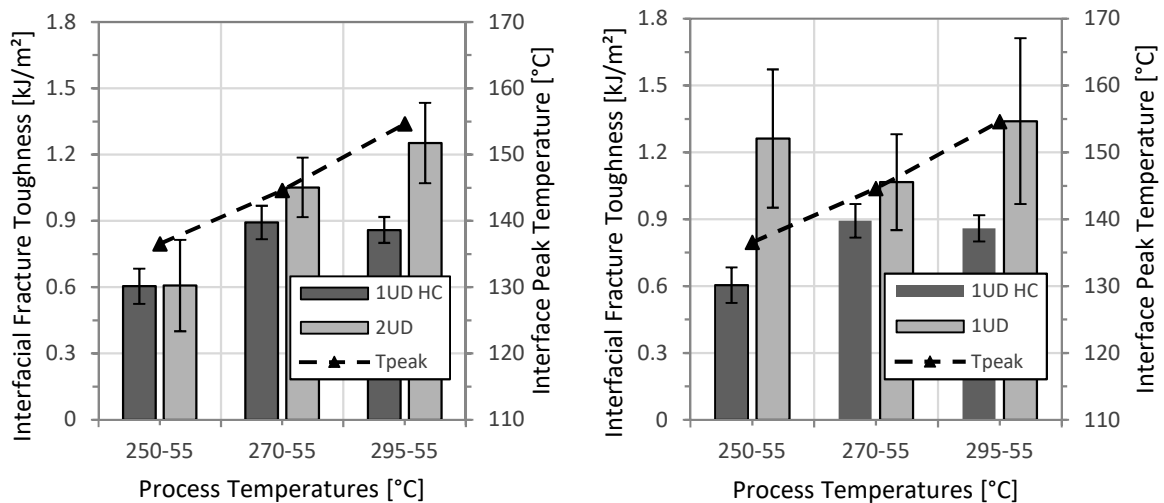 Interfacial Fracture Toughness [kJ/m²]
1.8
1.5
1.2
0.9
0.6
0.3
0
170
160
150
140
130
120
110
Interface Peak Temperature [°C]
1UD HC
2UD
Tpeak
250-55
270-55
295-55
Process Temperatures [°C]
Interfacial Fracture Toughness [kJ/m²]
1.8
1.5
1.2
0.9
0.6
0.3
0
170
160
150
140
130
120
110
Interface Peak Temperature [°C]
1UD HC
1UD
Tpeak
250-55
270-55
295-55
Process Temperatures [°C]